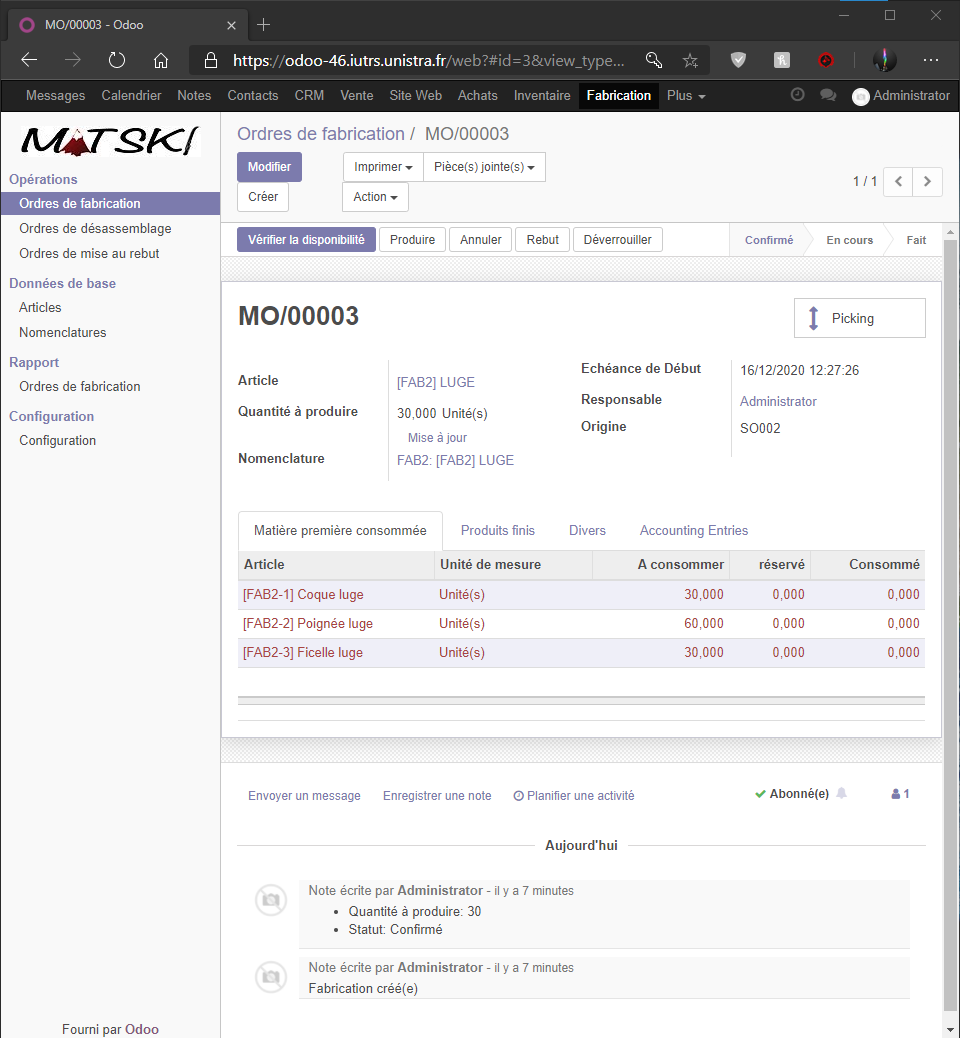 MO/00003 - Odoo
https://odoo-46.iutrs.unistra.fr/web?#id=3&view_type...
Messages Calendrier Notes Contacts CRM Vente Site Web Achats Inventaire Fabrication Plus Administrator
MATSKI
Opérations
Ordres de fabrication
Ordres de désassemblage
Ordres de mise au rebut
Données de base
Articles
Nomenclatures
Rapport
Ordres de fabrication
Configuration
Configuration
Fourni par Odoo
Ordres de fabrication / MO/00003
Modifier
Créer
Imprimer Pièce(s) jointe(s)
Action
1 / 1
Vérifier la disponibilité Produire Annuler Rebut Déverrouiller Confirmé En cours Fait
MO/00003
Picking
Article [FAB2] LUGE
Quantité à produire 30,000 Unité(s)
Mise à jour
Nomenclature FAB2: [FAB2] LUGE
Echéance de Début 16/12/2020 12:27:26
Responsable Administrator
Origine SO002
Matière première consommée Produits finis Divers Accounting Entries
Article Unité de mesure A consommer réservé Consommé
[FAB2-1] Coque luge Unité(s) 30,000 0,000 0,000
[FAB2-2] Poignée luge Unité(s) 60,000 0,000 0,000
[FAB2-3] Ficelle luge Unité(s) 30,000 0,000 0,000
Envoyer un message Enregistrer une note Planifier une activité Abonné(e) 1
Aujourd'hui
Note écrite par Administrator - il y a 7 minutes
• Quantité à produire: 30
• Statut: Confirmé
Note écrite par Administrator - il y a 7 minutes
Fabrication créé(e)